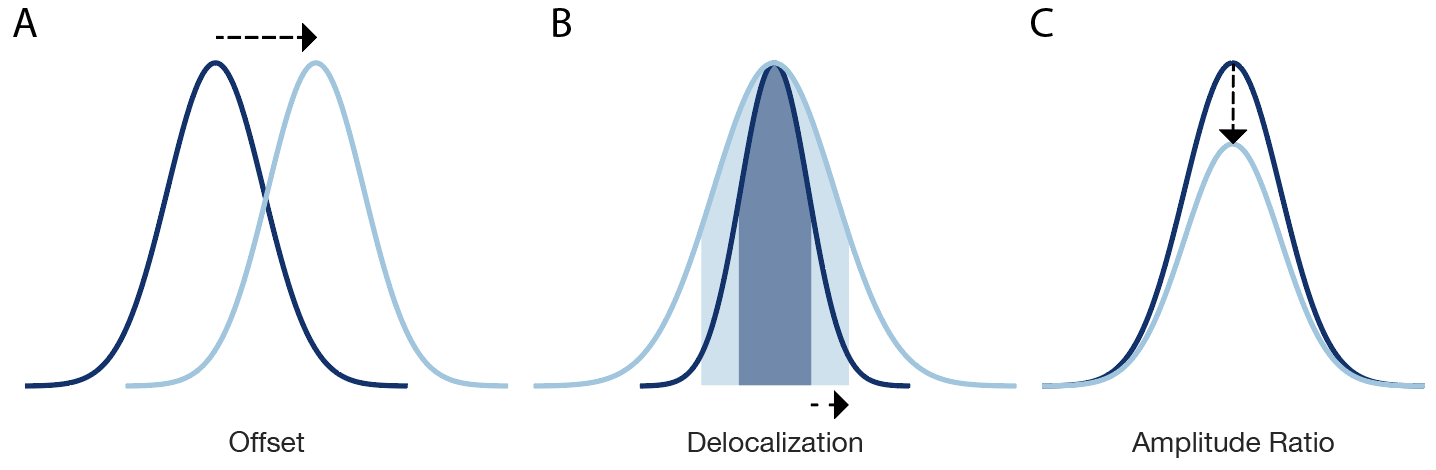 A
B
C
Offset
Delocalization
Amplitude Ratio